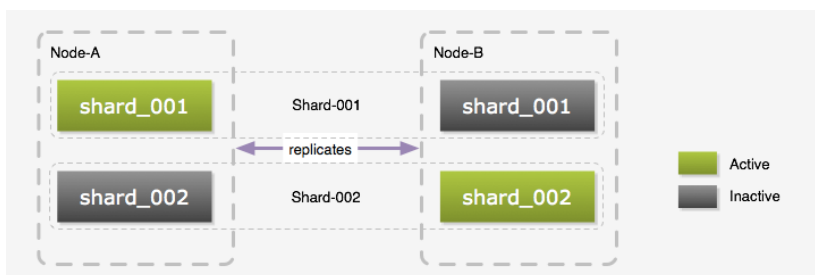 Node-A
Node-B
shard_001
Shard-001
shard_001
replicates
Active
shard_002
Shard-002
shard_002
Inactive